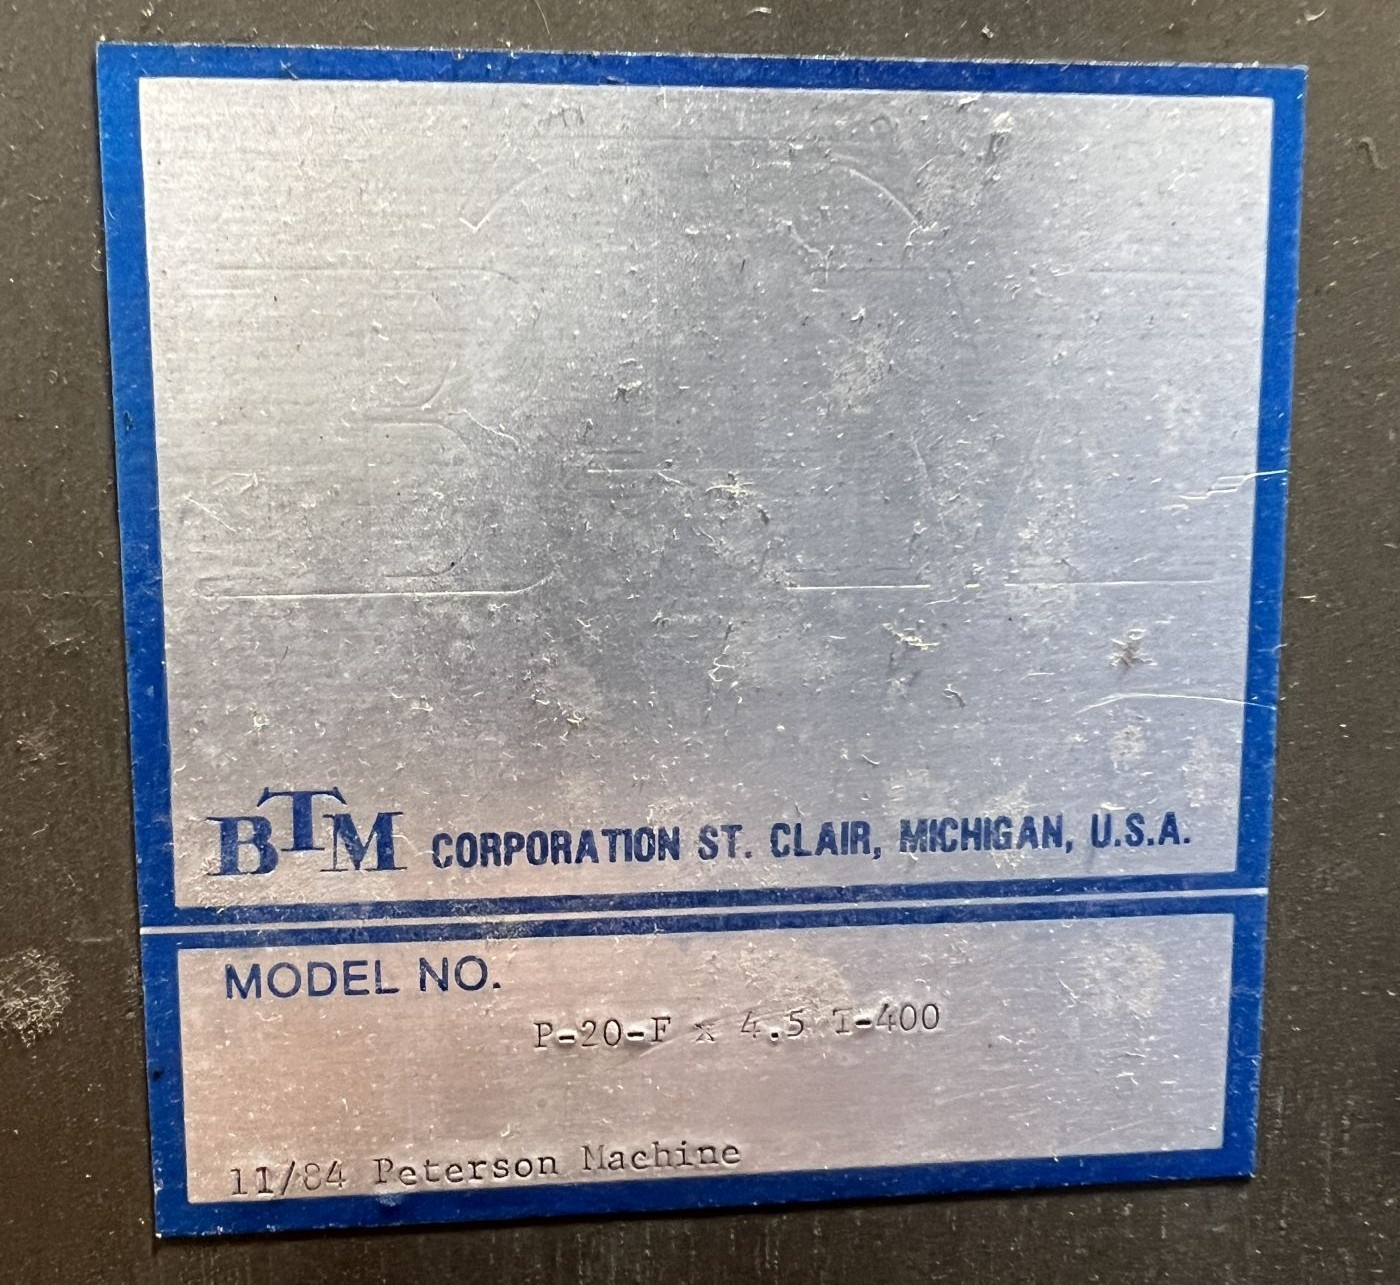 BTM CORPORATION ST. CLAIR, MICHIGAN, U.S.A.
MODEL NO.
P-20-F x 4.5 T-400
11/84 Peterson Machine